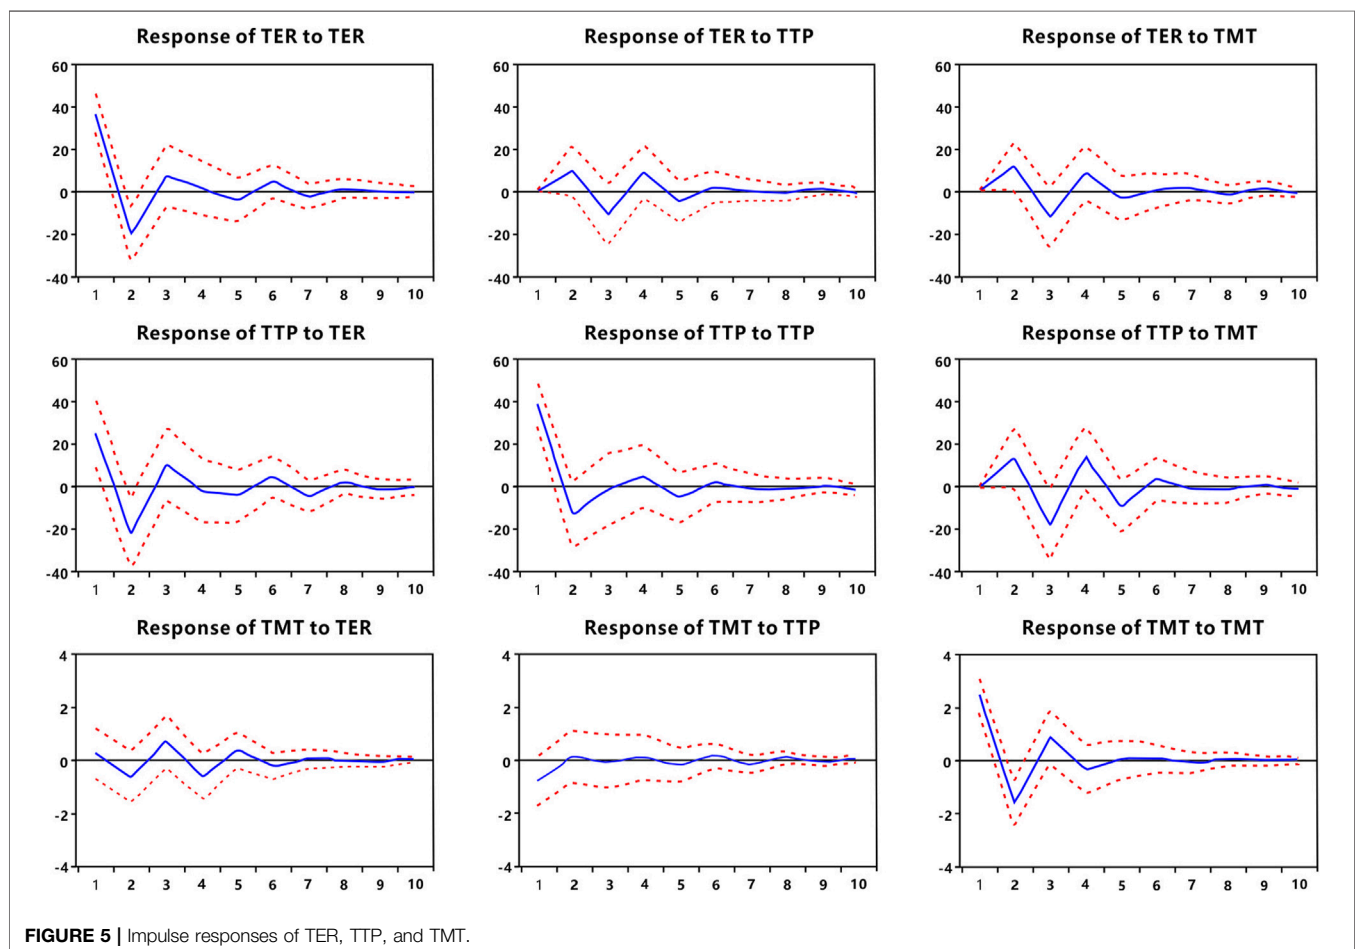 Response of TER to TER
Response of TER to TTP
Response of TER to TMT
60
40
20
0
-20
-40
1 2 3 4 5 6 7 8 9 10
60
40
20
0
-20
-40
1 2 3 4 5 6 7 8 9 10
60
40
20
0
-20
-40
1 2 3 4 5 6 7 8 9 10
Response of TTP to TER
Response of TTP to TTP
Response of TTP to TMT
60
40
20
0
-20
-40
1 2 3 4 5 6 7 8 9 10
60
40
20
0
-20
-40
1 2 3 4 5 6 7 8 9 10
60
40
20
0
-20
-40
1 2 3 4 5 6 7 8 9 10
Response of TMT to TER
Response of TMT to TTP
Response of TMT to TMT
4
2
0
-2
-4
1 2 3 4 5 6 7 8 9 10
4
2
0
-2
-4
1 2 3 4 5 6 7 8 9 10
4
2
0
-2
-4
1 2 3 4 5 6 7 8 9 10
FIGURE 5 | Impulse responses of TER, TTP, and TMT.